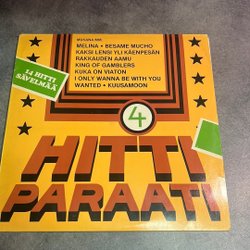 MUKANA MM.
MELINA • BESAME MUCHO
KAKSI LENSI YLI KÄENPESÄN
RAKKAUDEN AAMU
KING OF GAMBLERS
KUKA ON VIATON
I ONLY WANNA BE WITH YOU
WANTED • KUUSAMOON
14 HITTI
SÄVELMÄÄ
4
HITTI
PARAATI